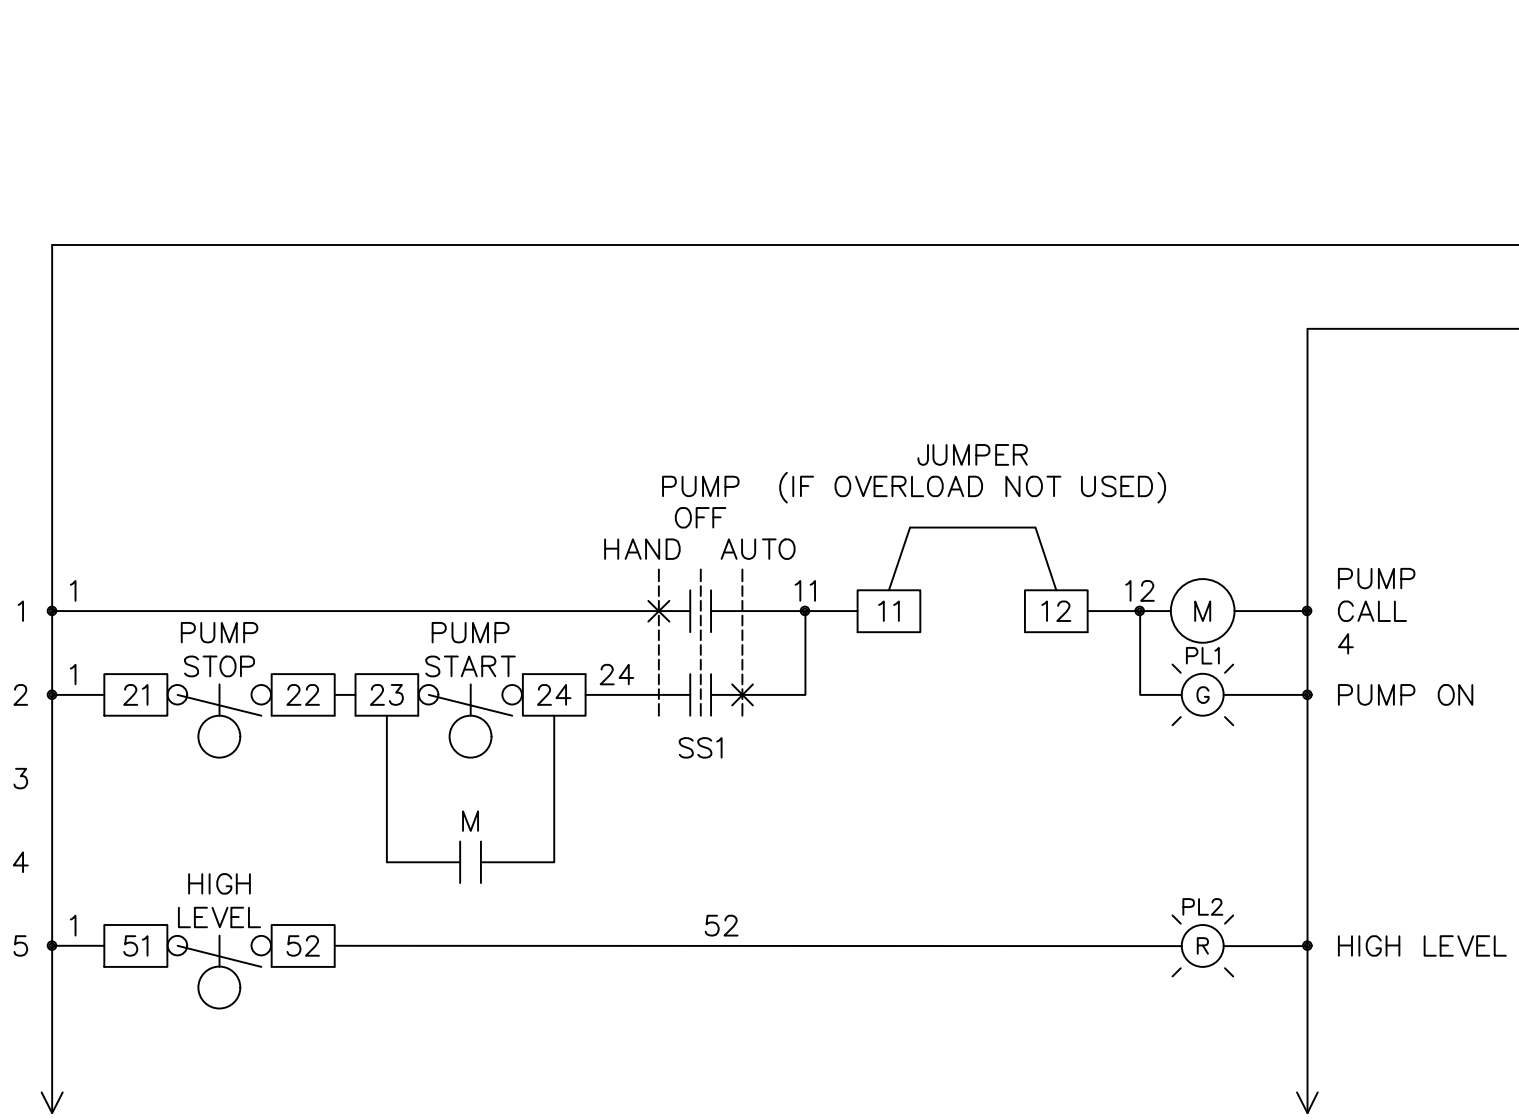 JUMPER
PUMP (IF OVERLOAD NOT USED)
OFF
HAND AUTO
1 1 11 11 12 12 M PUMP
CALL
4
PUMP STOP
PUMP START
PL1
2 1 21 22 23 24 24 G PUMP ON
SS1
3
M
4
HIGH LEVEL
PL2
5 1 51 52 52 R HIGH LEVEL